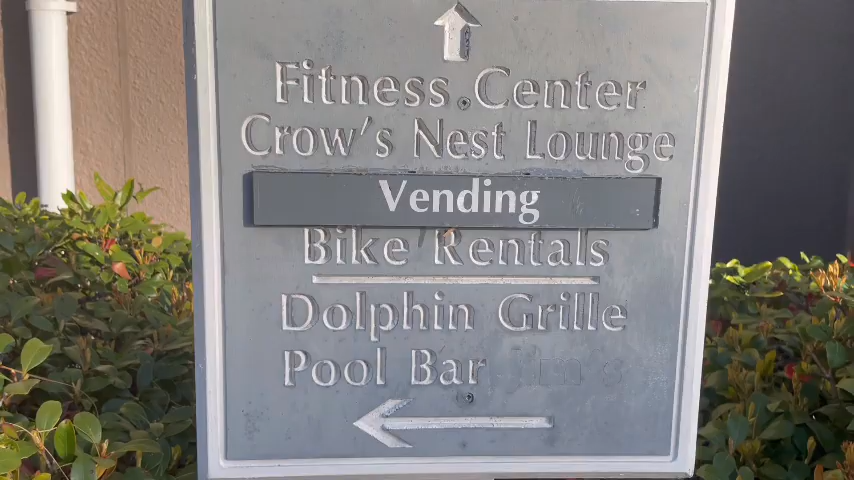 Fitness Center
Crow's Nest Lounge
Vending
Bike Rentals
Dolphin Grille
Pool Bar